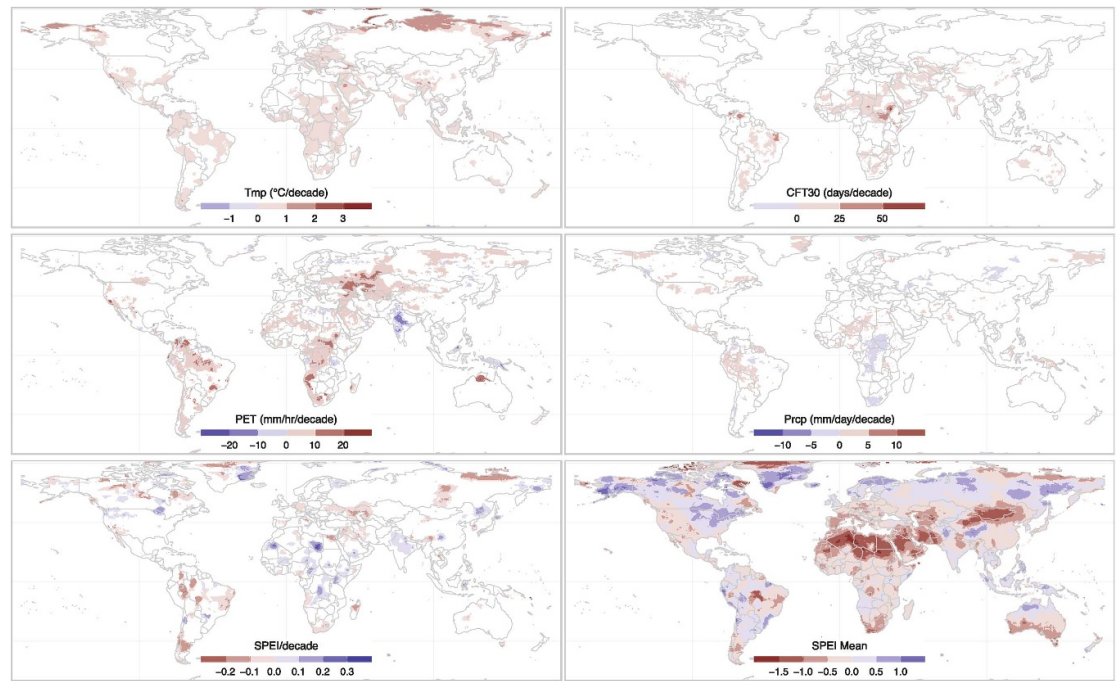 Tmp (°C/decade)
−1 0 1 2 3
CFT30 (days/decade)
0 25 50
PET (mm/hr/decade)
−20 −10 0 10 20
Prcp (mm/day/decade)
−10 −5 0 5 10
SPEI/decade
−0.2 −0.1 0.0 0.1 0.2 0.3
SPEI Mean
−1.5 −1.0 −0.5 0.0 0.5 1.0